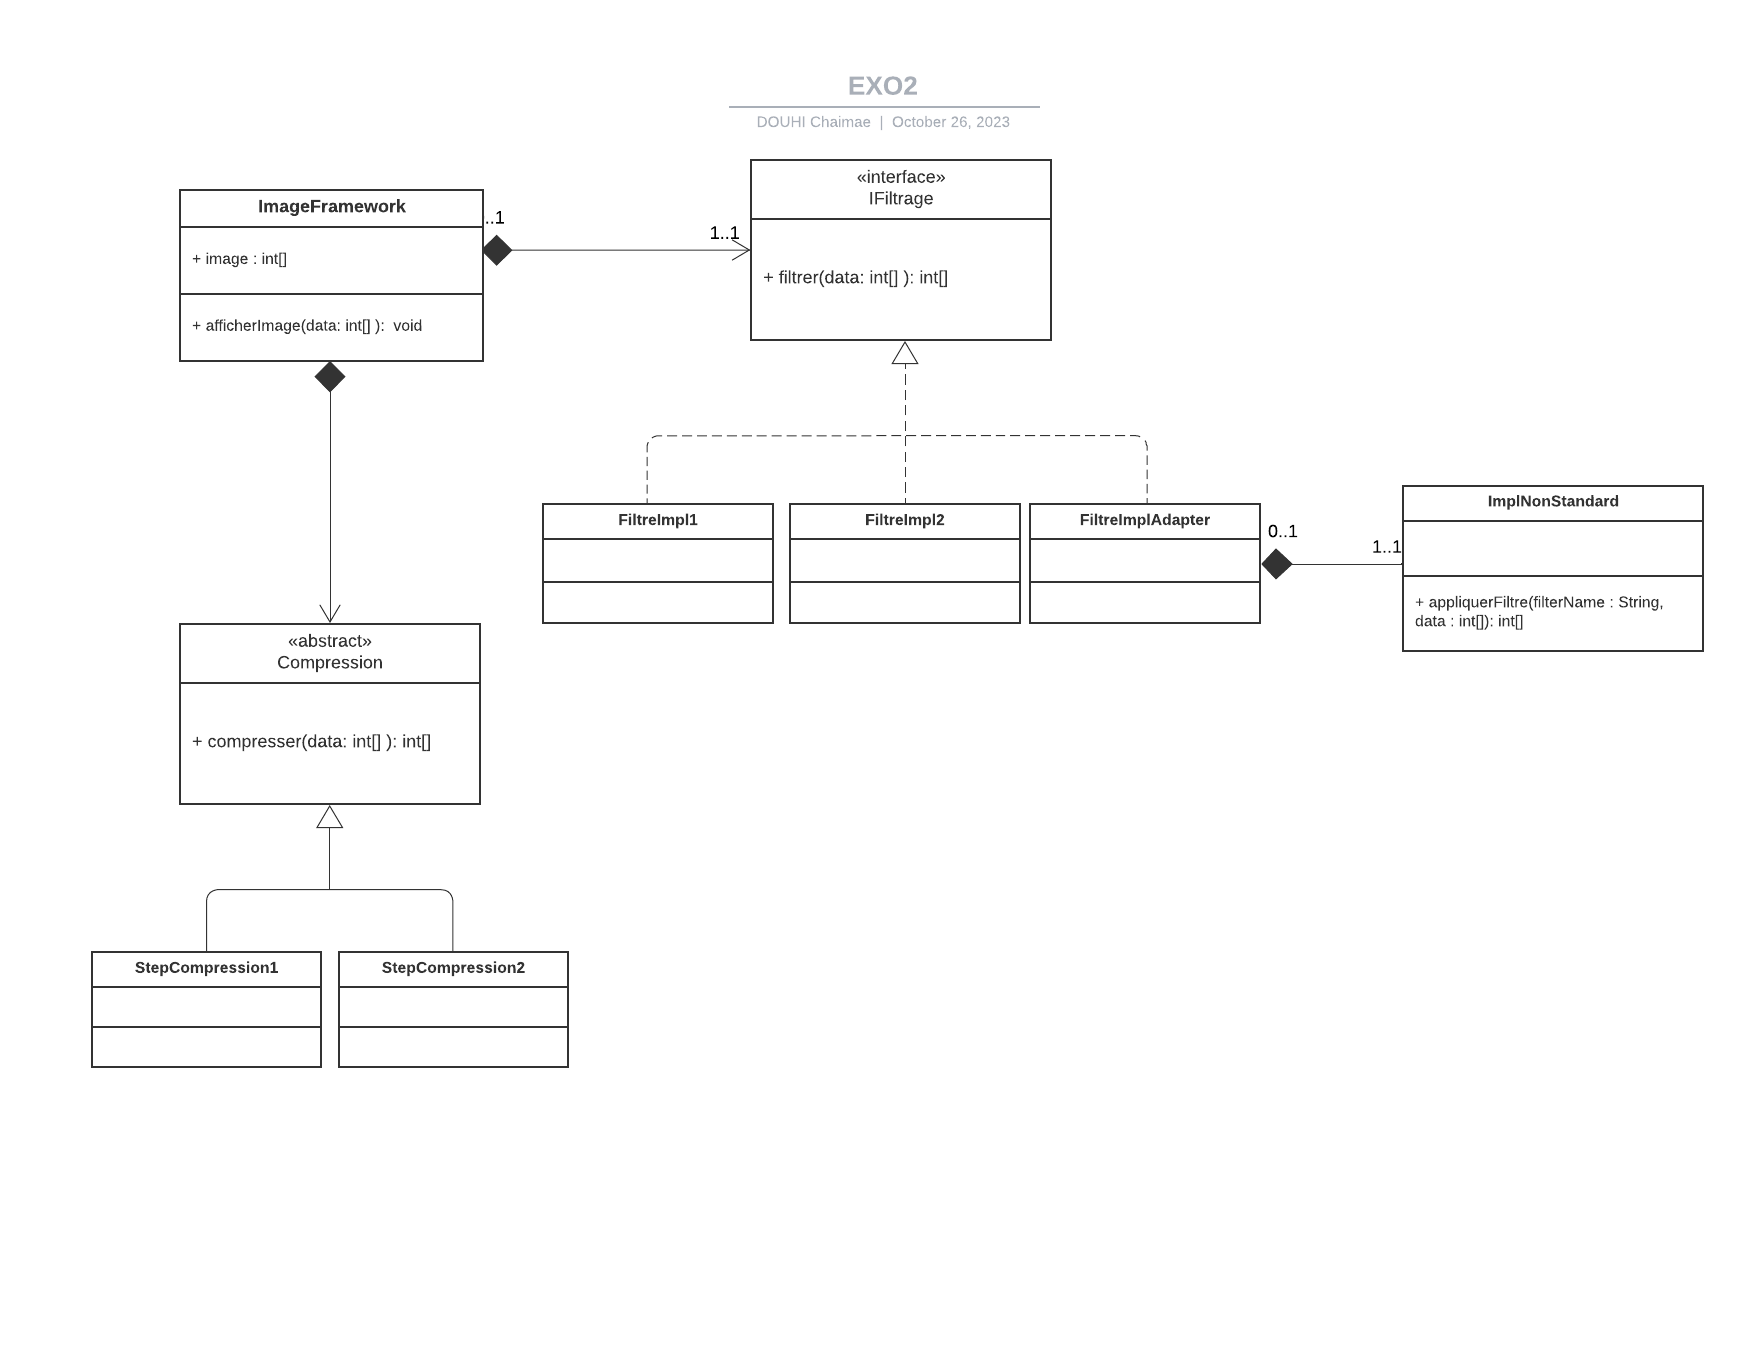 EXO2
DOUHI Chaimae | October 26, 2023
ImageFramework
+ image : int[]
+ afficherImage(data: int[] ): void
..1
1..1
«interface»
IFiltrage
+ filtrer(data: int[] ): int[]
FiltreImpl1
FiltreImpl2
FiltreImplAdapter
0..1
1..1
ImplNonStandard
+ appliquerFiltre(filterName : String,
data : int[]): int[]
«abstract»
Compression
+ compresser(data: int[] ): int[]
StepCompression1
StepCompression2